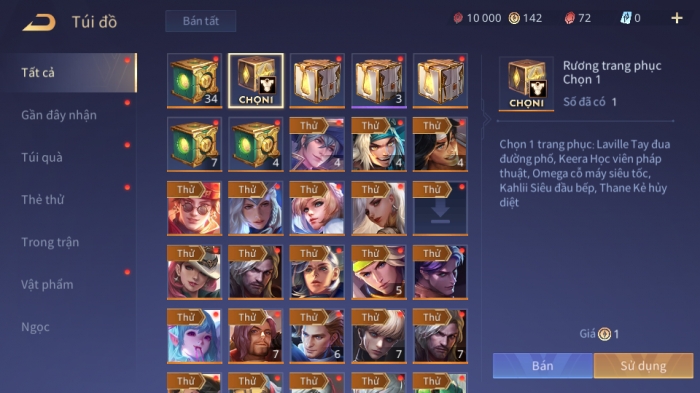 Túi đồ
Bán tất
10 000
142
72
0
+
Tất cả
Gần đây nhận
Túi quà
Thẻ thử
Trong trận
Vật phẩm
Ngọc
34
CHỌN1
3
7
4
Thử
4
Thử
4
Thử
4
Thử
Thử
Thử
Thử
Thử
Thử
Thử
Thử
Thử
5
Thử
Thử
Thử
7
Thử
6
Thử
7
Thử
7
Thử
Thử
Thử
Thử
Thử
CHỌN1
Rương trang phục
Chọn 1
Số đã có 1
Chọn 1 trang phục: Laville Tay đua
đường phố, Keera Học viên pháp
thuật, Omega cỗ máy siêu tốc,
Kahlii Siêu đầu bếp, Thane Kẻ hủy
diệt
Giá 1
Bán
Sử dụng